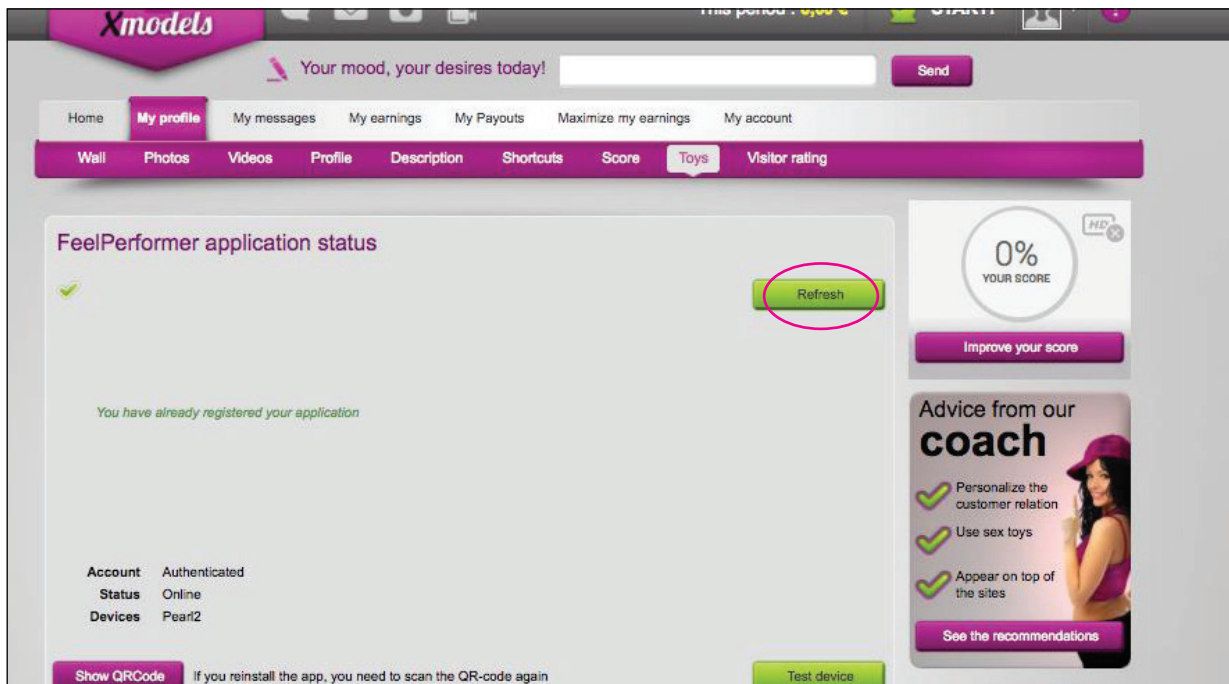 Xmodels
This period : 0,00 €
START!
Your mood, your desires today!
Send
Home
My profile
My messages
My earnings
My Payouts
Maximize my earnings
My account
Wall
Photos
Videos
Profile
Description
Shortcuts
Score
Toys
Visitor rating
FeelPerformer application status
Refresh
You have already registered your application
Account Authenticated
Status Online
Devices Pearl2
Show QRCode
If you reinstall the app, you need to scan the QR-code again
Test device
HD
0%
YOUR SCORE
Improve your score
Advice from our
coach
Personalize the
customer relation
Use sex toys
Appear on top of
the sites
See the recommendations